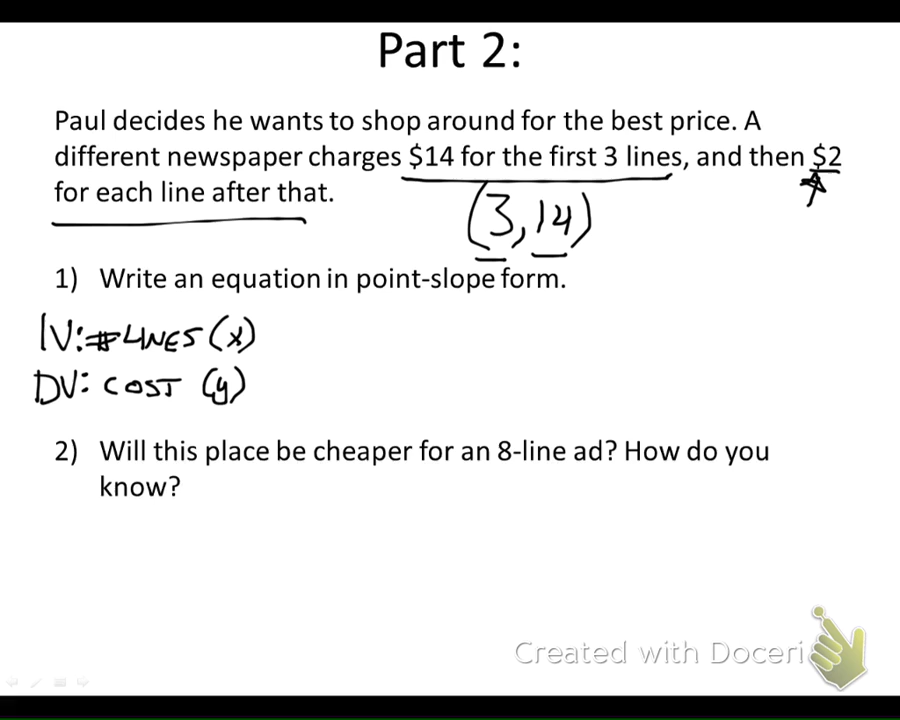 Part 2:
Paul decides he wants to shop around for the best price. A
different newspaper charges $14 for the first 3 lines, and then $2
for each line after that.
(3, 14)
1) Write an equation in point-slope form.
IV: # LINES (x)
DV: COST (y)
2) Will this place be cheaper for an 8-line ad? How do you
know?
Created with Doceri